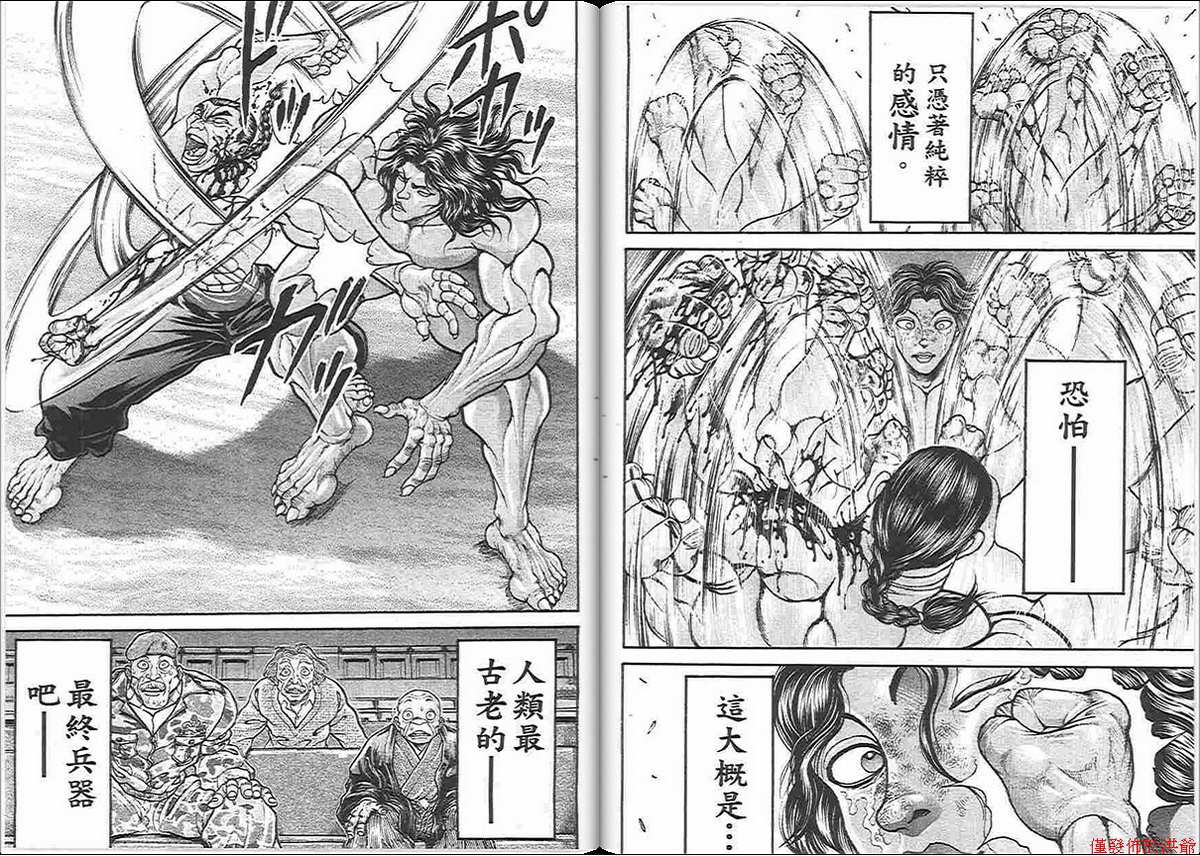 只憑著純粹
的感情。
恐怕——
這大概是…
ドッ
ポッ
カッ
ガッ
人類最
古老的——
最終兵器
吧——